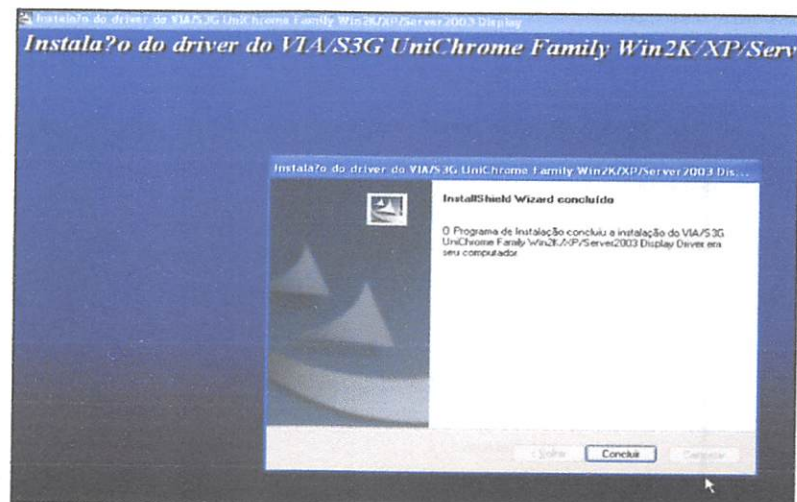 Instala?o do driver do VIA/S3G UniChrome Family Win2K/XP/Server2003 Display
Instala?o do driver do VIA/S3G UniChrome Family Win2K/XP/Serv
Instala?o do driver do VIA/S3G UniChrome Family Win2K/XP/Server2003 Dis...
InstallShield Wizard concluído
O Programa de Instalação concluiu a instalação do VIA/S3G
UniChrome Family Win2K/XP/Server2003 Display Driver em
seu computador
Concluir